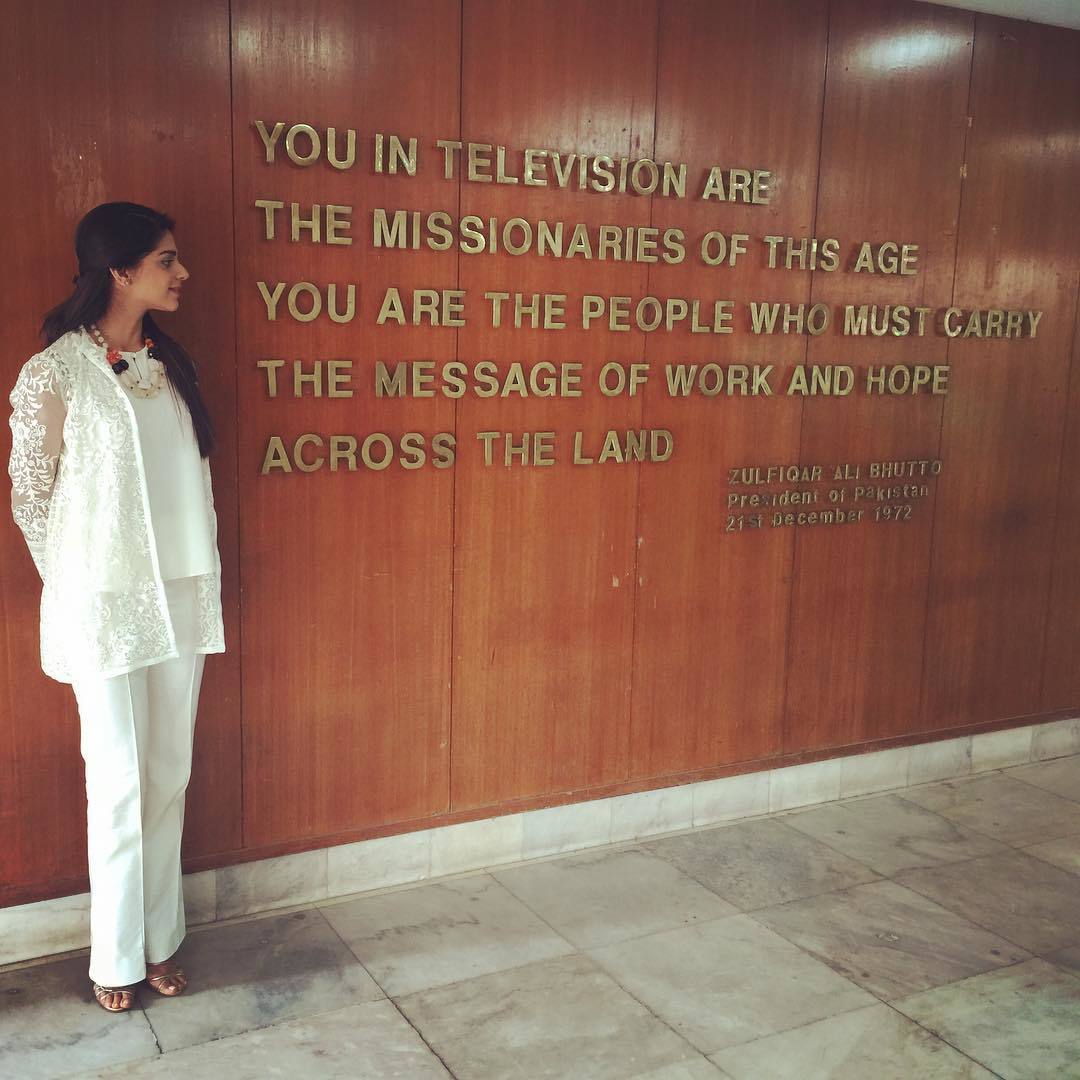 YOU IN TELEVISION ARE
THE MISSIONARIES OF THIS AGE
YOU ARE THE PEOPLE WHO MUST CARRY
THE MESSAGE OF WORK AND HOPE
ACROSS THE LAND
ZULFIQAR ALI BHUTTO
President of Pakistan
21st December 1972